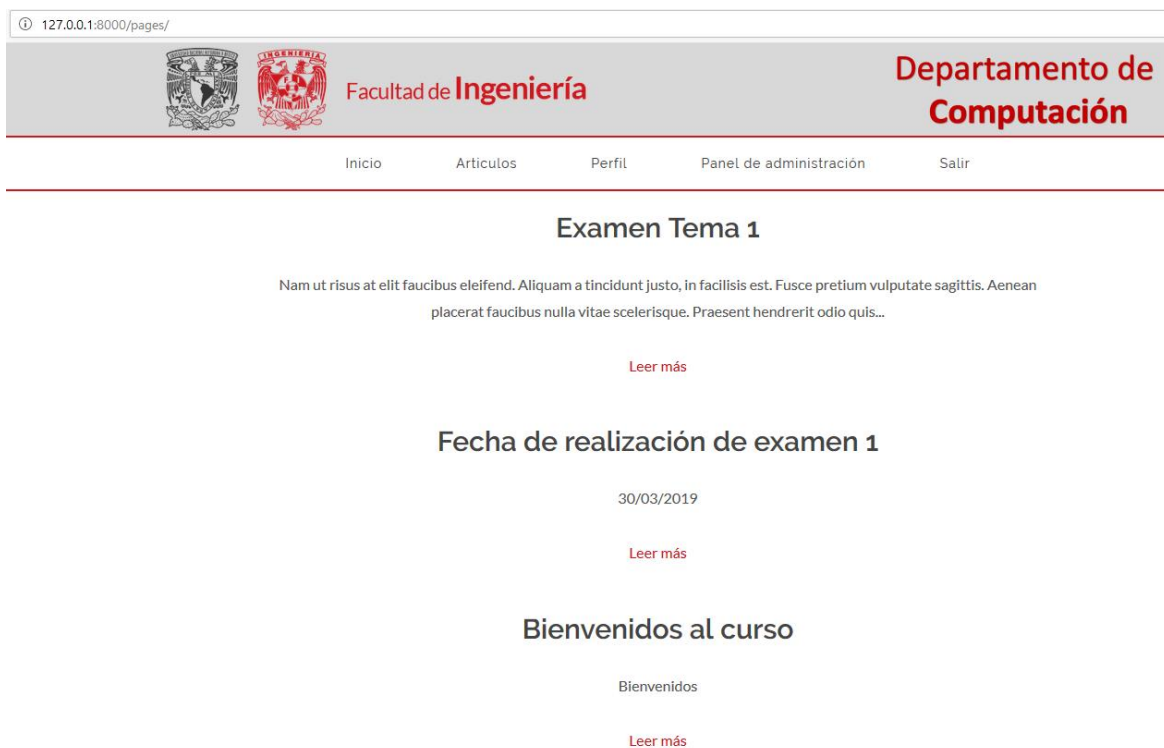 127.0.0.1:8000/pages/
INGENIERIA
Facultad de Ingeniería
Departamento de
Computación
Inicio Articulos Perfil Panel de administración Salir
Examen Tema 1
Nam ut risus at elit faucibus eleifend. Aliquam a tincidunt justo, in facilisis est. Fusce pretium vulputate sagittis. Aenean
placerat faucibus nulla vitae scelerisque. Praesent hendrerit odio quis...
Leer más
Fecha de realización de examen 1
30/03/2019
Leer más
Bienvenidos al curso
Bienvenidos
Leer más